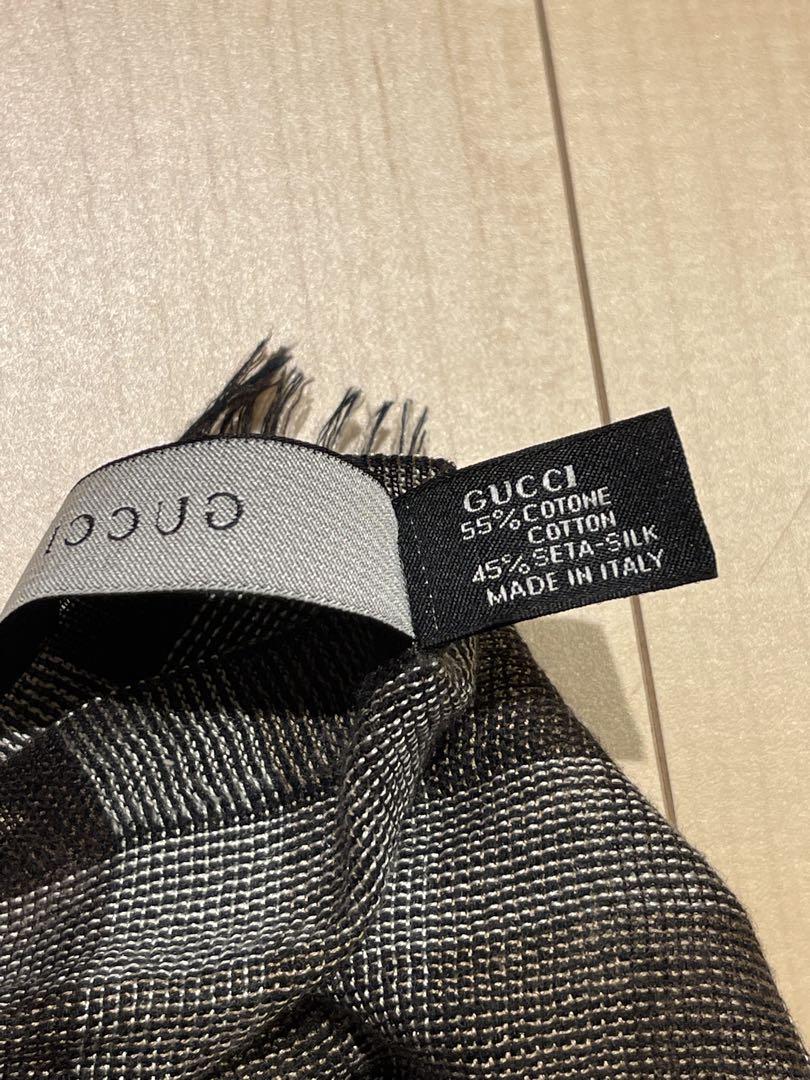 GUCCI
GUCCI
55% COTONE
COTTON
45% SETA-SILK
MADE IN ITALY